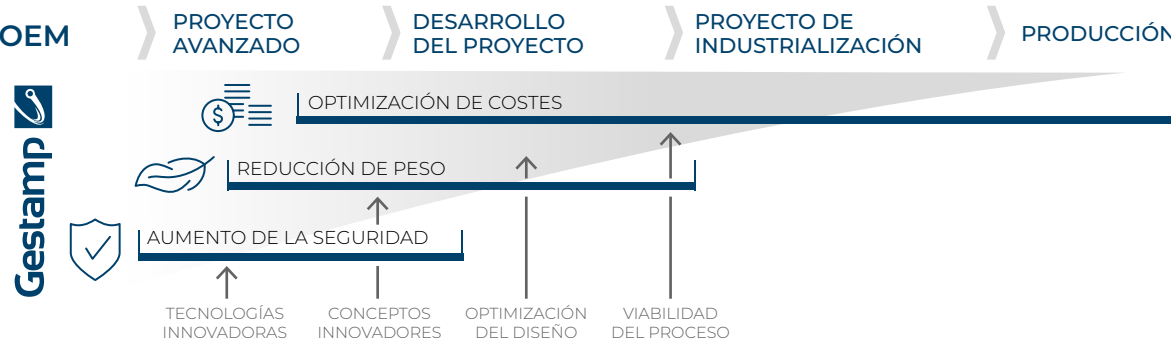 OEM
PROYECTO
AVANZADO
DESARROLLO
DEL PROYECTO
PROYECTO DE
INDUSTRIALIZACIÓN
PRODUCCIÓN
Gestamp
$
OPTIMIZACIÓN DE COSTES
REDUCCIÓN DE PESO
AUMENTO DE LA SEGURIDAD
TECNOLOGÍAS
INNOVADORAS
CONCEPTOS
INNOVADORES
OPTIMIZACIÓN
DEL DISEÑO
VIABILIDAD
DEL PROCESO